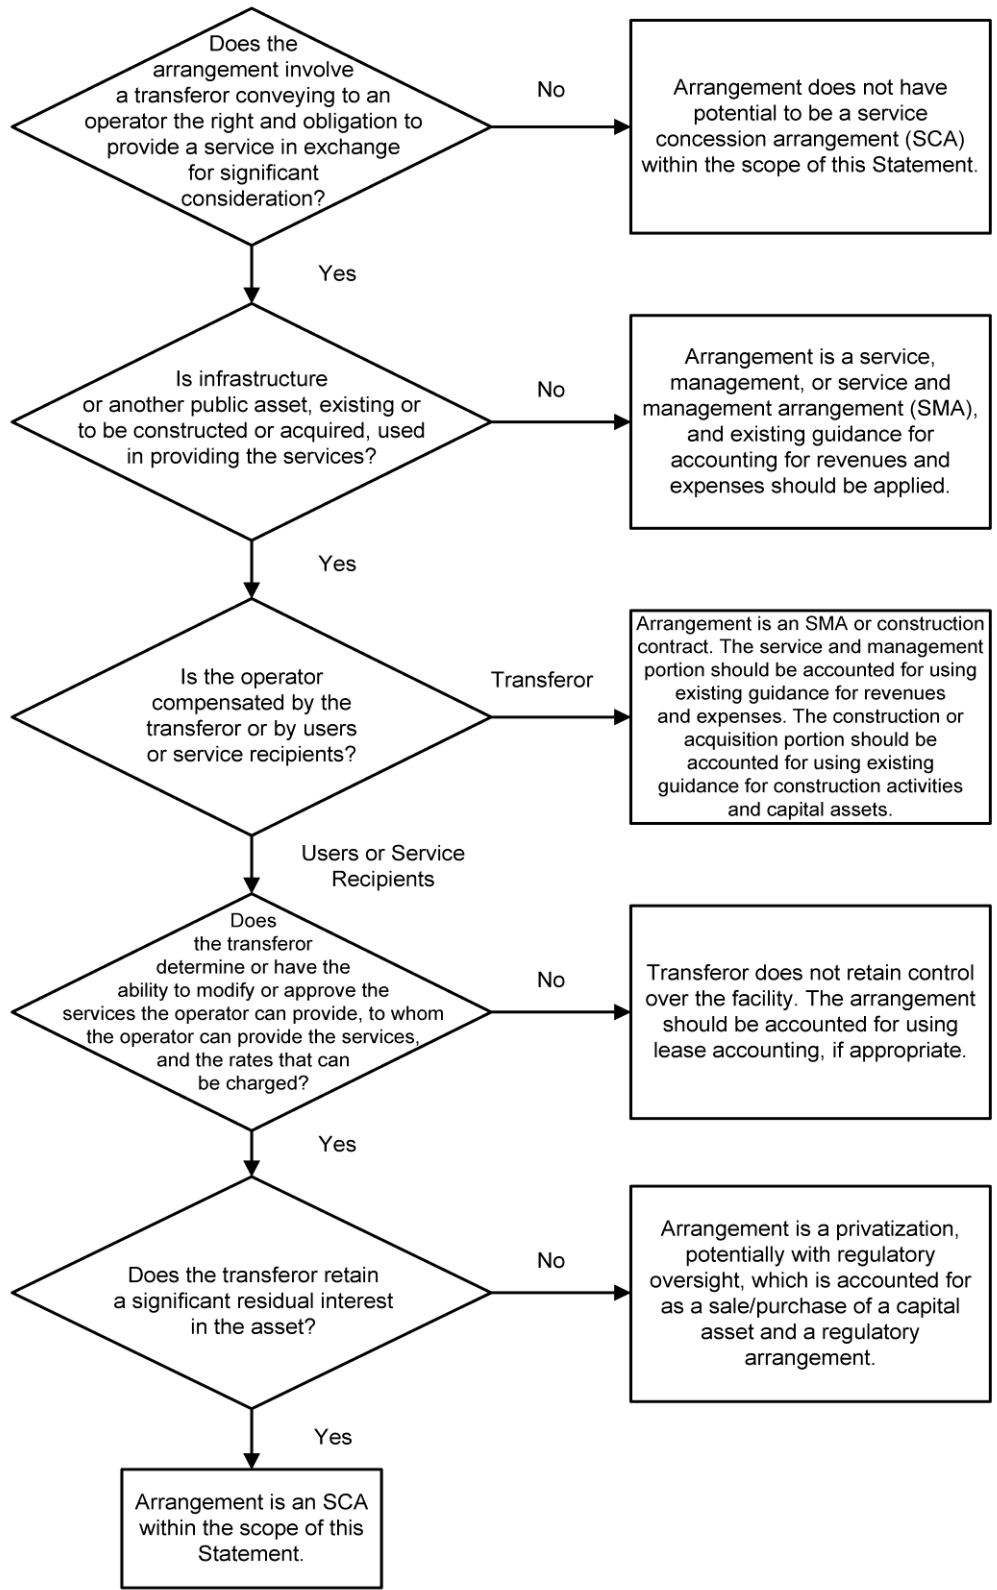 Does the
arrangement involve
a transferor conveying to an
operator the right and obligation to
provide a service in exchange
for significant
consideration?
No
Arrangement does not have
potential to be a service
concession arrangement (SCA)
within the scope of this Statement.
Yes
Is infrastructure
or another public asset, existing or
to be constructed or acquired, used
in providing the services?
No
Arrangement is a service,
management, or service and
management arrangement (SMA),
and existing guidance for
accounting for revenues and
expenses should be applied.
Yes
Is the operator
compensated by the
transferor or by users
or service recipients?
Transferor
Arrangement is an SMA or construction
contract. The service and management
portion should be accounted for using
existing guidance for revenues
and expenses. The construction or
acquisition portion should be
accounted for using existing
guidance for construction activities
and capital assets.
Users or Service
Recipients
Does
the transferor
determine or have the
ability to modify or approve the
services the operator can provide, to whom
the operator can provide the services,
and the rates that can
be charged?
No
Transferor does not retain control
over the facility. The arrangement
should be accounted for using
lease accounting, if appropriate.
Yes
Does the transferor retain
a significant residual interest
in the asset?
No
Arrangement is a privatization,
potentially with regulatory
oversight, which is accounted for
as a sale/purchase of a capital
asset and a regulatory
arrangement.
Yes
Arrangement is an SCA
within the scope of this
Statement.